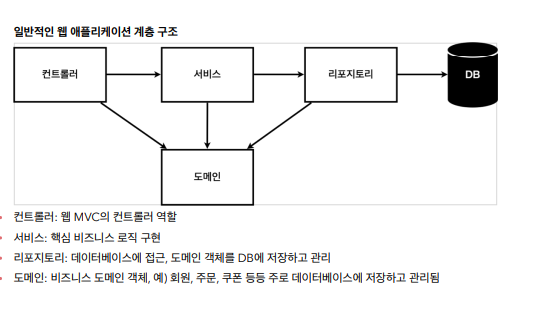 일반적인 웹 애플리케이션 계층 구조
컨트롤러
서비스
리포지토리
DB
도메인
컨트롤러: 웹 MVC의 컨트롤러 역할
서비스: 핵심 비즈니스 로직 구현
리포지토리: 데이터베이스에 접근, 도메인 객체를 DB에 저장하고 관리
도메인: 비즈니스 도메인 객체, 예) 회원, 주문, 쿠폰 등등 주로 데이터베이스에 저장하고 관리됨